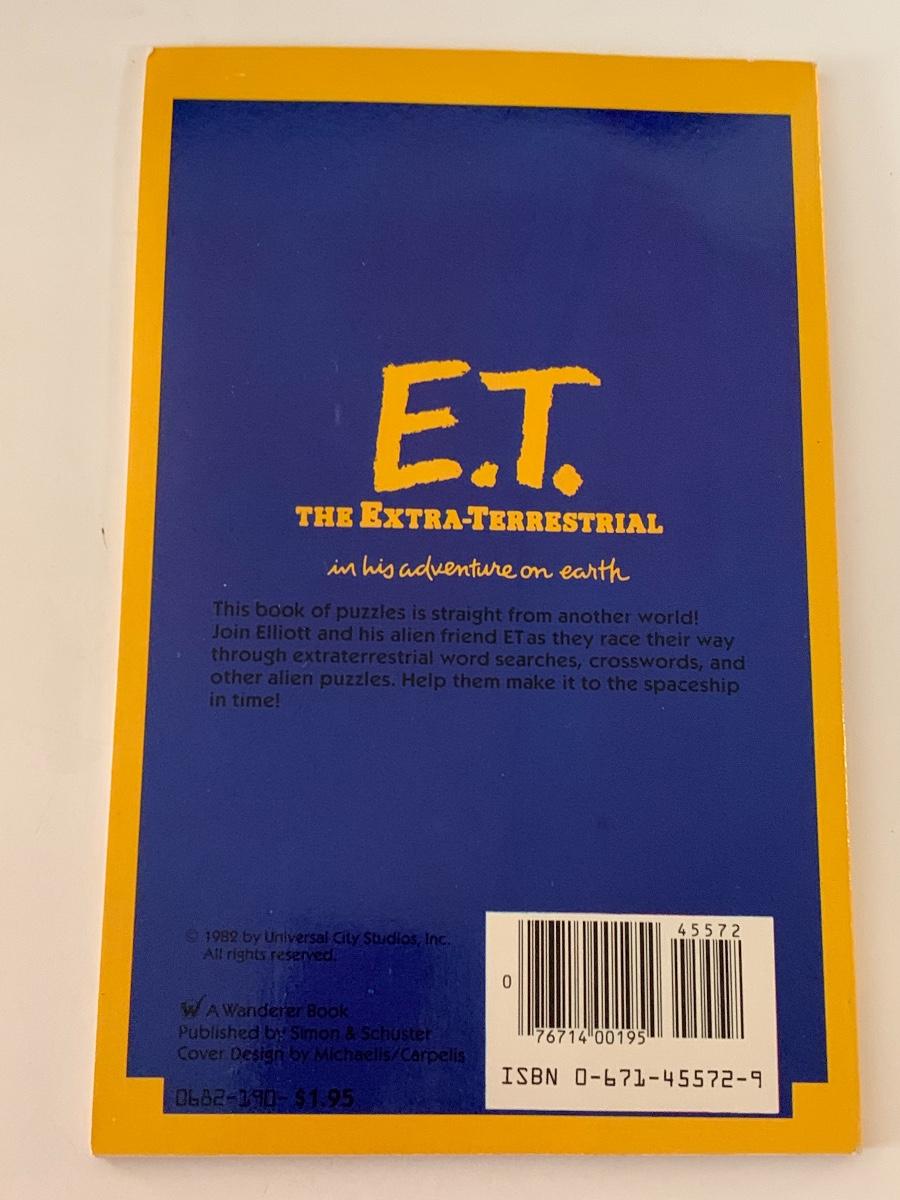 E.T.
THE EXTRA-TERRESTRIAL
in his adventure on earth
This book of puzzles is straight from another world!
Join Elliott and his alien friend ET as they race their way
through extraterrestrial word searches, crosswords, and
other alien puzzles. Help them make it to the spaceship
in time!
© 1982 by Universal City Studios, Inc.
All rights reserved.
W A Wanderer Book
Published by Simon & Schuster
Cover Design by Michaelis/Carpelis
0682-190- $1.95
45572
0
76714 00195
ISBN 0-671-45572-9